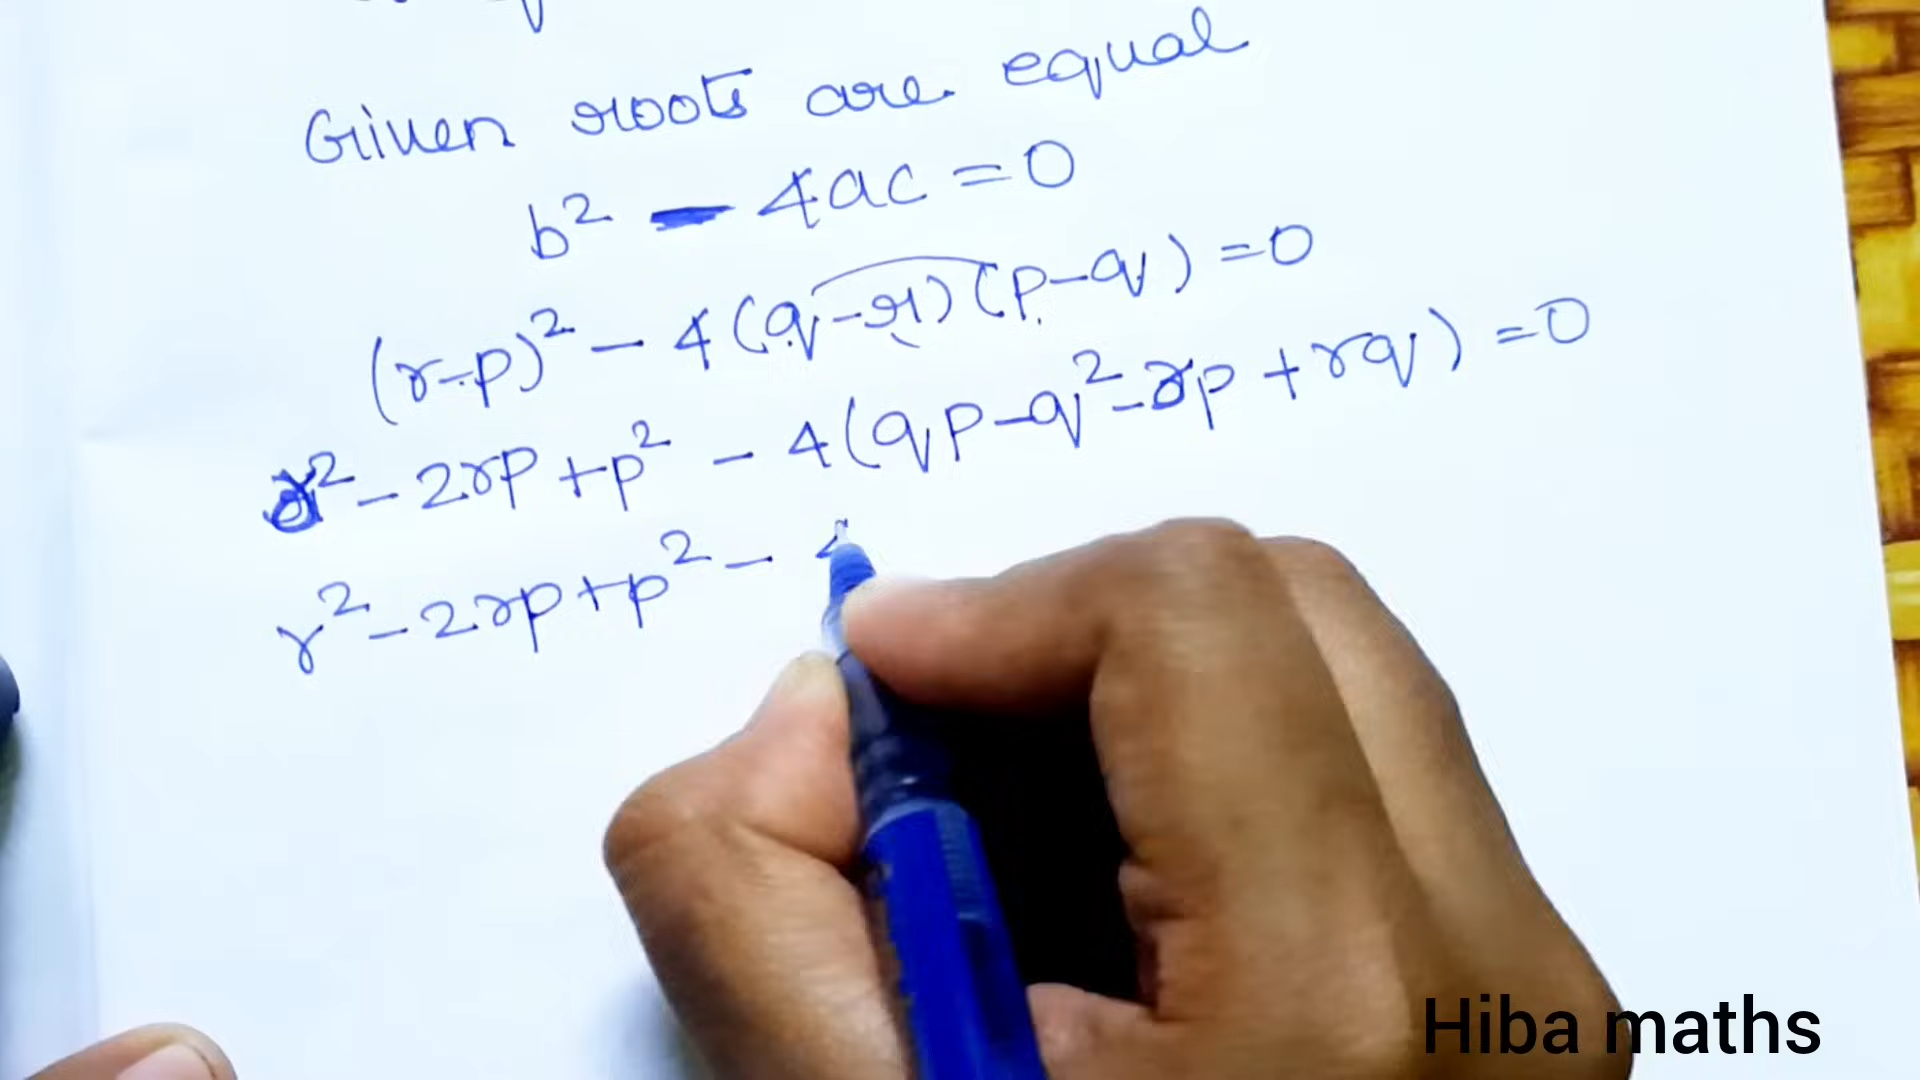 Given roots are equal
b² - 4ac = 0
(r-p)² - 4(q-r)(p-q) = 0
r² - 2rp + p² - 4(qp - q² - rp + rq) = 0
r² - 2rp + p² - 4
Hiba maths